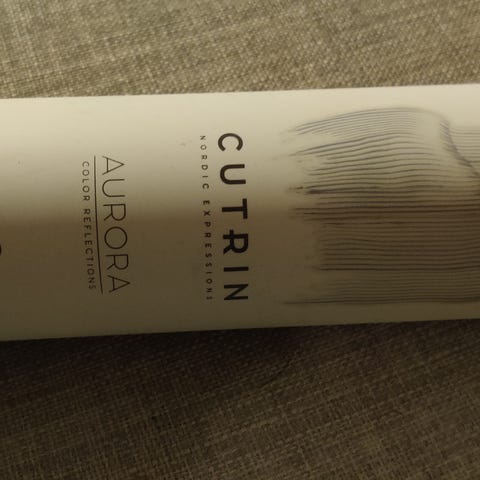 CUTRIN
NORDIC EXPRESSIONS
AURORA
COLOR REFLECTIONS